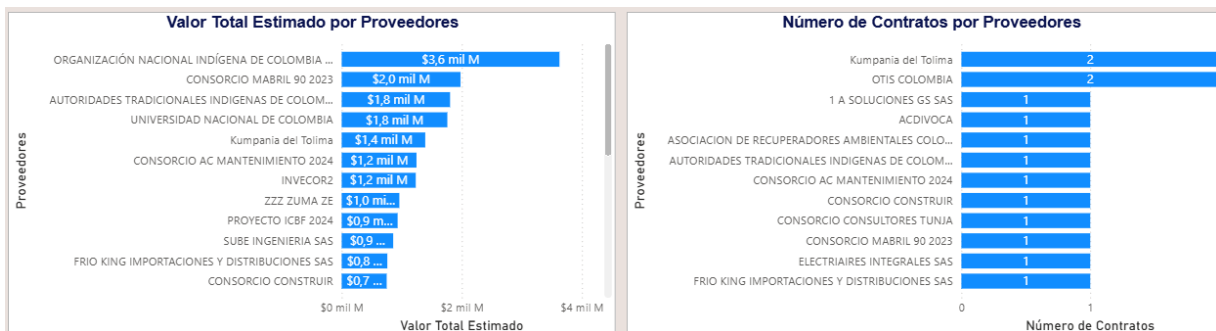 Valor Total Estimado por Proveedores
Proveedores
ORGANIZACIÓN NACIONAL INDÍGENA DE COLOMBIA ... $3,6 mil M
CONSORCIO MABRIL 90 2023 $2,0 mil M
AUTORIDADES TRADICIONALES INDIGENAS DE COLOM... $1,8 mil M
UNIVERSIDAD NACIONAL DE COLOMBIA $1,8 mil M
Kumpania del Tolima $1,4 mil M
CONSORCIO AC MANTENIMIENTO 2024 $1,2 mil M
INVECOR2 $1,2 mil M
ZZZ ZUMA ZE $1,0 mi...
PROYECTO ICBF 2024 $0,9 m...
SUBE INGENIERIA SAS $0,9 ...
FRIO KING IMPORTACIONES Y DISTRIBUCIONES SAS $0,8 ...
CONSORCIO CONSTRUIR $0,7 ...
$0 mil M $2 mil M $4 mil M
Valor Total Estimado
Número de Contratos por Proveedores
Proveedores
Kumpania del Tolima 2
OTIS COLOMBIA 2
1 A SOLUCIONES GS SAS 1
ACDIVOCA 1
ASOCIACION DE RECUPERADORES AMBIENTALES COLO... 1
AUTORIDADES TRADICIONALES INDIGENAS DE COLOM... 1
CONSORCIO AC MANTENIMIENTO 2024 1
CONSORCIO CONSTRUIR 1
CONSORCIO CONSULTORES TUNJA 1
CONSORCIO MABRIL 90 2023 1
ELECTRIAIRES INTEGRALES SAS 1
FRIO KING IMPORTACIONES Y DISTRIBUCIONES SAS 1
0 1
Número de Contratos